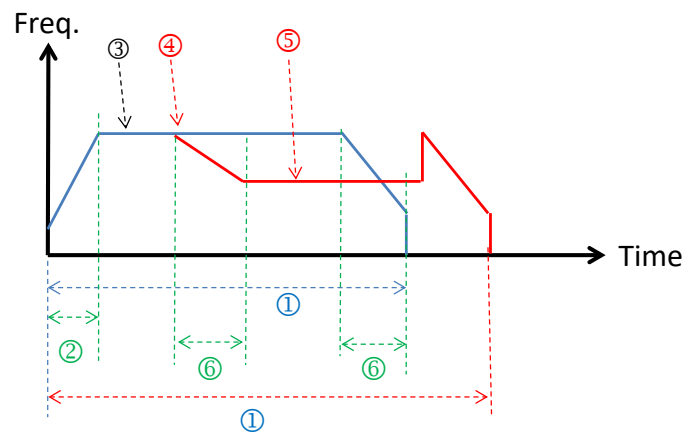 Freq.
③ ④ ⑤
Time
①
②
⑥ ⑥
①